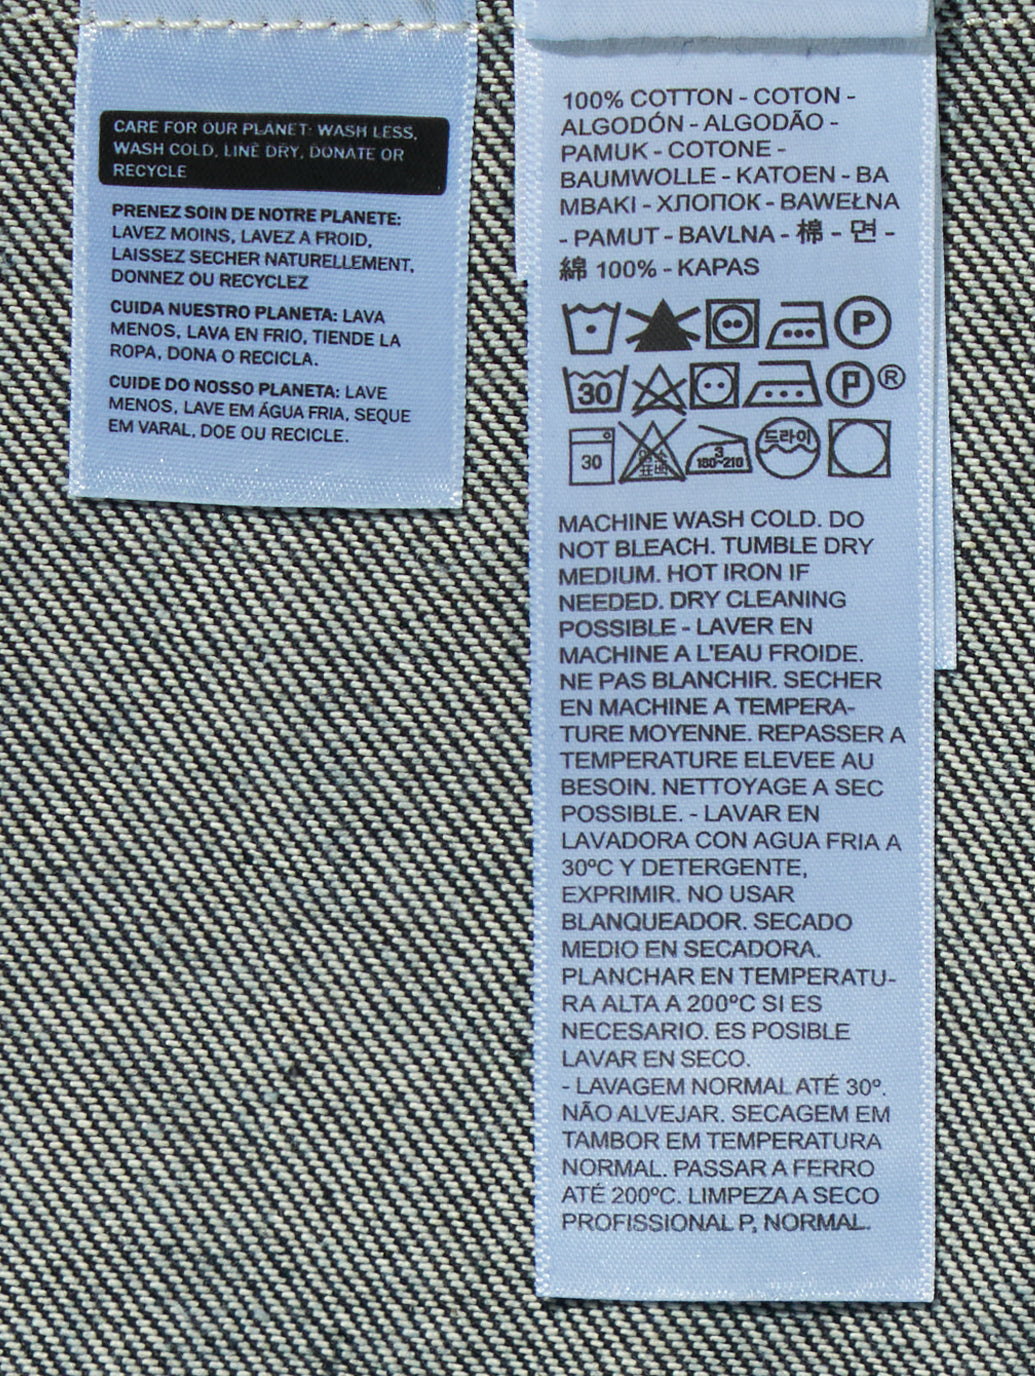 CARE FOR OUR PLANET: WASH LESS,
WASH COLD, LINE DRY, DONATE OR
RECYCLE
PRENEZ SOIN DE NOTRE PLANETE:
LAVEZ MOINS, LAVEZ A FROID,
LAISSEZ SECHER NATURELLEMENT,
DONNEZ OU RECYCLEZ
CUIDA NUESTRO PLANETA: LAVA
MENOS, LAVA EN FRIO, TIENDE LA
ROPA, DONA O RECICLA.
CUIDE DO NOSSO PLANETA: LAVE
MENOS, LAVE EM ÁGUA FRIA, SEQUE
EM VARAL, DOE OU RECICLE.
100% COTTON - COTON -
ALGODÓN - ALGODÃO -
PAMUK - COTONE -
BAUMWOLLE - KATOEN - BA
MBAKI - ХЛОПОК - BAWEŁNA
- PAMUT - BAVLNA - 棉 - 면 -
綿 100% - KAPAS
P
30 P ®
30 3 180~210 드라이
MACHINE WASH COLD. DO
NOT BLEACH. TUMBLE DRY
MEDIUM. HOT IRON IF
NEEDED. DRY CLEANING
POSSIBLE - LAVER EN
MACHINE A L'EAU FROIDE.
NE PAS BLANCHIR. SECHER
EN MACHINE A TEMPERA-
TURE MOYENNE. REPASSER A
TEMPERATURE ELEVEE AU
BESOIN. NETTOYAGE A SEC
POSSIBLE. - LAVAR EN
LAVADORA CON AGUA FRIA A
30ºC Y DETERGENTE,
EXPRIMIR. NO USAR
BLANQUEADOR. SECADO
MEDIO EN SECADORA.
PLANCHAR EN TEMPERATU-
RA ALTA A 200ºC SI ES
NECESARIO. ES POSIBLE
LAVAR EN SECO.
- LAVAGEM NORMAL ATÉ 30º.
NÃO ALVEJAR. SECAGEM EM
TAMBOR EM TEMPERATURA
NORMAL. PASSAR A FERRO
ATÉ 200ºC. LIMPEZA A SECO
PROFISSIONAL P, NORMAL.